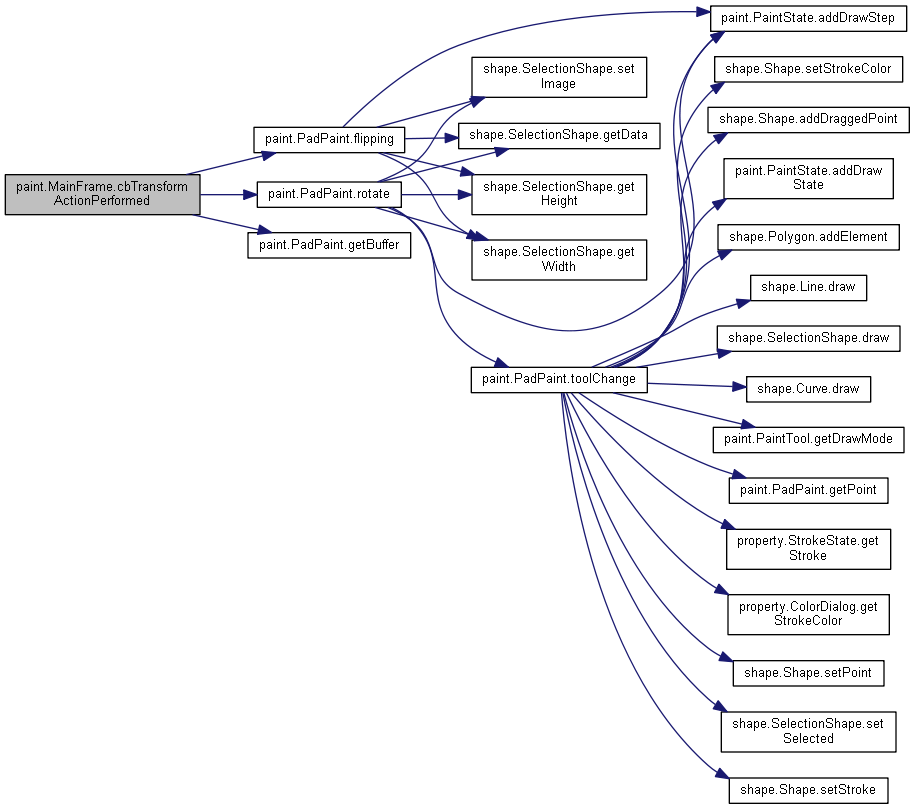 paint.MainFrame.cbTransform
ActionPerformed
paint.PadPaint.flipping
paint.PadPaint.rotate
paint.PadPaint.getBuffer
shape.SelectionShape.set
Image
shape.SelectionShape.getData
shape.SelectionShape.get
Height
shape.SelectionShape.get
Width
paint.PadPaint.toolChange
paint.PaintState.addDrawStep
shape.Shape.setStrokeColor
shape.Shape.addDraggedPoint
paint.PaintState.addDraw
State
shape.Polygon.addElement
shape.Line.draw
shape.SelectionShape.draw
shape.Curve.draw
paint.PaintTool.getDrawMode
paint.PadPaint.getPoint
property.StrokeState.get
Stroke
property.ColorDialog.get
StrokeColor
shape.Shape.setPoint
shape.SelectionShape.set
Selected
shape.Shape.setStroke